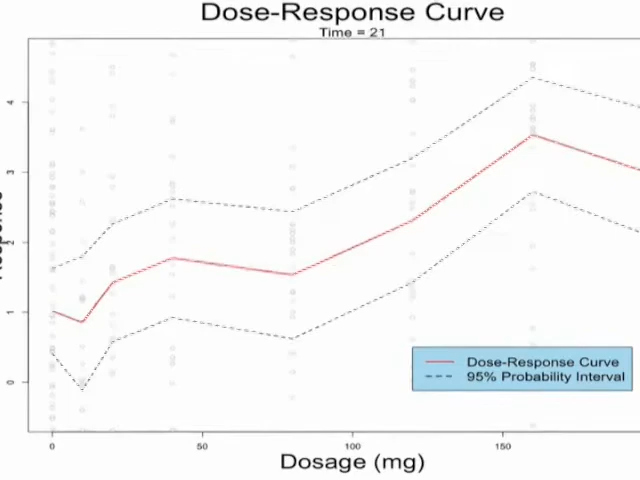 Dose-Response Curve
Time = 21
4
3
2
1
0
0
50
100
150
Dosage (mg)
Dose-Response Curve
95% Probability Interval